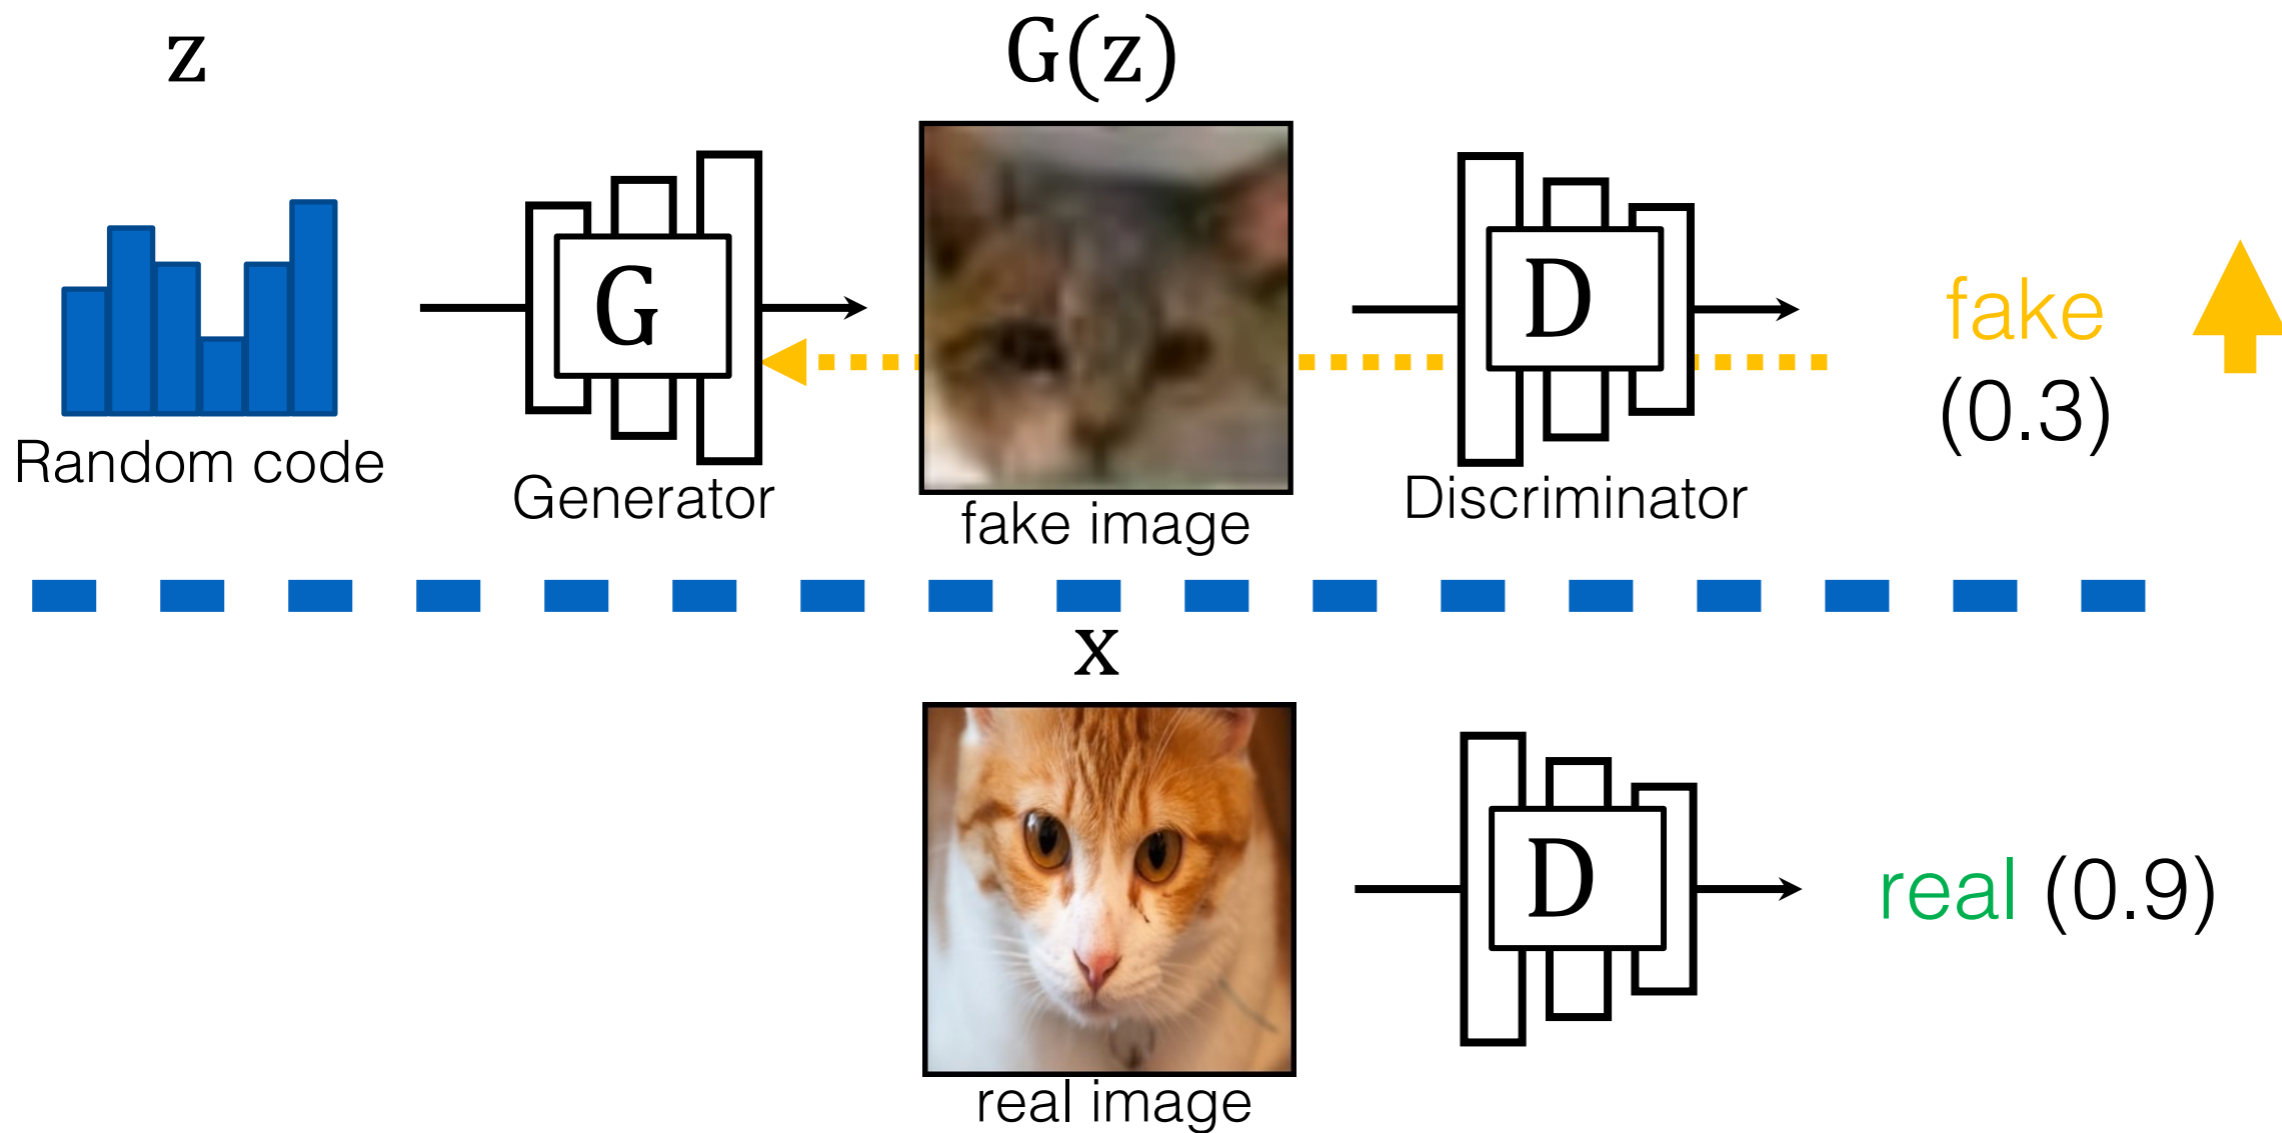 z
G(z)
G
D
fake
(0.3)
Random code
Generator
fake image
Discriminator
x
D
real (0.9)
real image